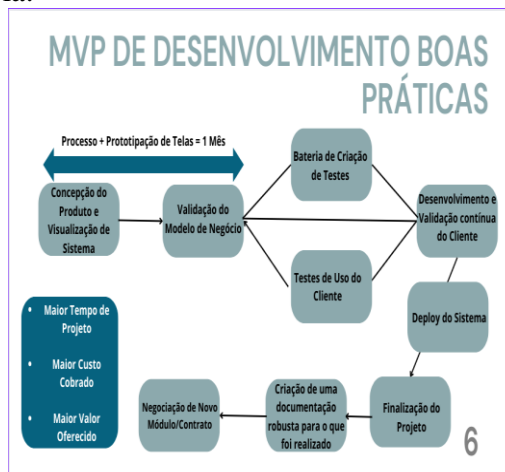 MVP DE DESENVOLVIMENTO BOAS
PRÁTICAS
Processo + Prototipação de Telas = 1 Mês
Bateria de Criação
de Testes
Concepção do
Produto e
Visualização de
Sistema
Validação do
Modelo de Negócio
Desenvolvimento e
Validação contínua
do Cliente
Testes de Uso do
Cliente
• Maior Tempo de
Projeto
• Maior Custo
Cobrado
• Maior Valor
Oferecido
Deploy do Sistema
Negociação de Novo
Módulo/Contrato
Criação de uma
documentação
robusta para o que
foi realizado
Finalização do
Projeto
6